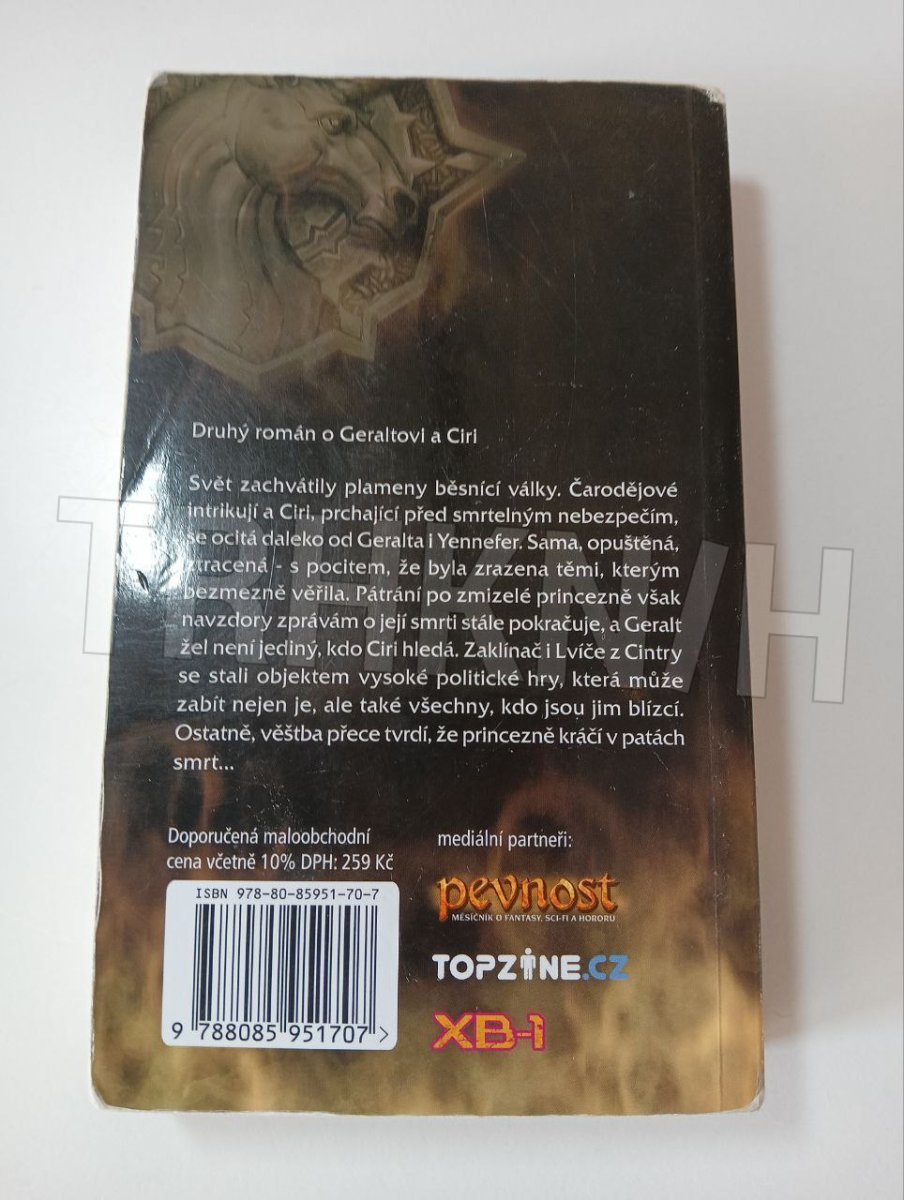 Druhý román o Geraltovi a Ciri
Svět zachvátily plameny běsnící války. Čarodějové
intrikují a Ciri, prchající před smrtelným nebezpečím,
se ocitá daleko od Geralta i Yennefer. Sama, opuštěná,
ztracená - s pocitem, že byla zrazena těmi, kterým
bezmezně věřila. Pátrání po zmizelé princezně však
navzdory zprávám o její smrti stále pokračuje, a Geralt
žel není jediný, kdo Ciri hledá. Zaklínač i Lvíče z Cintry
se stali objektem vysoké politické hry, která může
zabít nejen je, ale také všechny, kdo jsou jim blízcí.
Ostatně, věštba přece tvrdí, že princezně kráčí v patách
smrt...
Doporučená maloobchodní
cena včetně 10% DPH: 259 Kč
ISBN 978-80-85951-70-7
9 788085 951707 >
mediální partneři:
pevnost
MĚSÍČNÍK O FANTASY, SCI-FI A HORORU
TOPZINE.CZ
XB-1